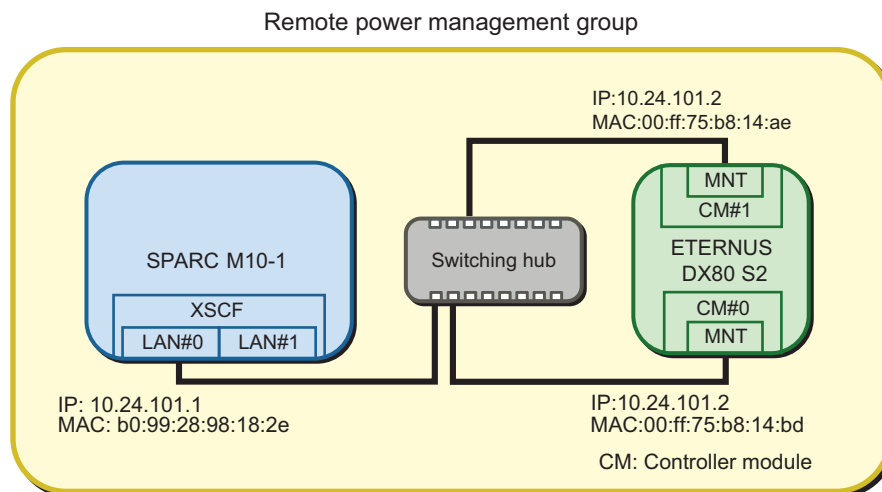 Remote power management group
IP:10.24.101.2
MAC:00:ff:75:b8:14:ae
MNT
CM#1
SPARC M10-1
Switching hub
ETERNUS
DX80 S2
XSCF
LAN#0
LAN#1
CM#0
MNT
IP: 10.24.101.1
MAC: b0:99:28:98:18:2e
IP:10.24.101.2
MAC:00:ff:75:b8:14:bd
CM: Controller module